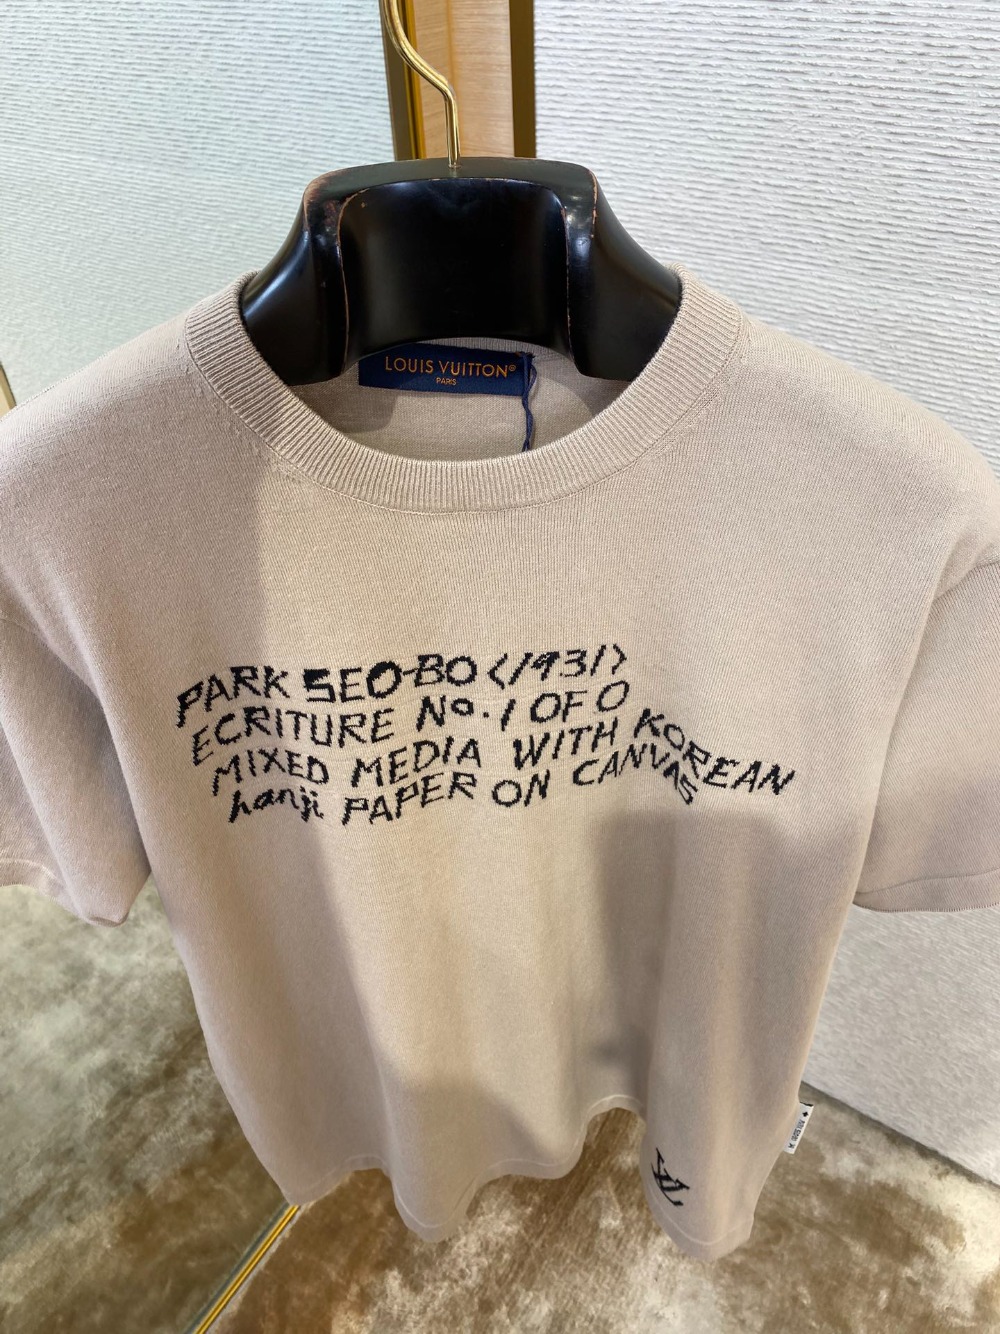 LOUIS VUITTON®
PARIS
PARK SEO-BO <1931>
ECRITURE No. 1 OF 0
MIXED MEDIA WITH KOREAN
hanji PAPER ON CANVAS
LV